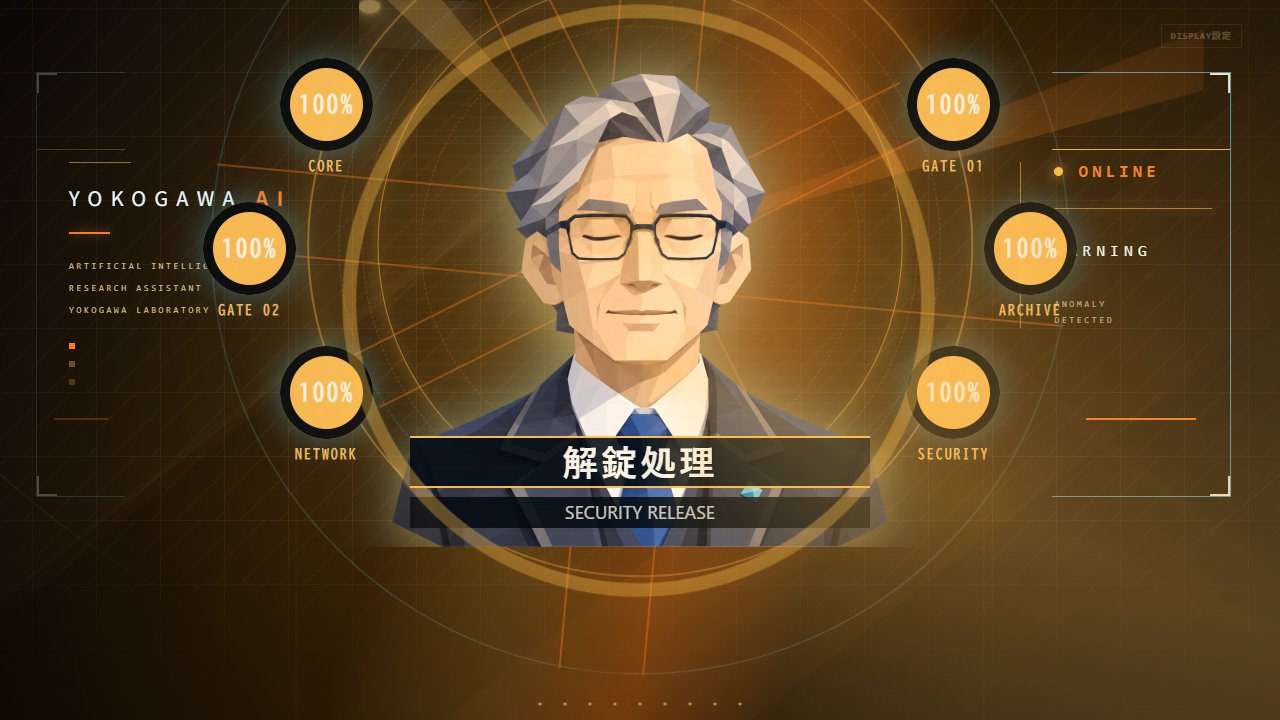 DISPLAY設定
100%
CORE
100%
GATE 01
YOKOGAWA AI
ONLINE
100%
GATE 02
100%
ARCHIVE
RNING
ARTIFICIAL
RESEARCH ASSISTANT
YOKOGAWA LABORATORY
ANOMALY
DETECTED
100%
NETWORK
100%
SECURITY
解錠処理
SECURITY RELEASE